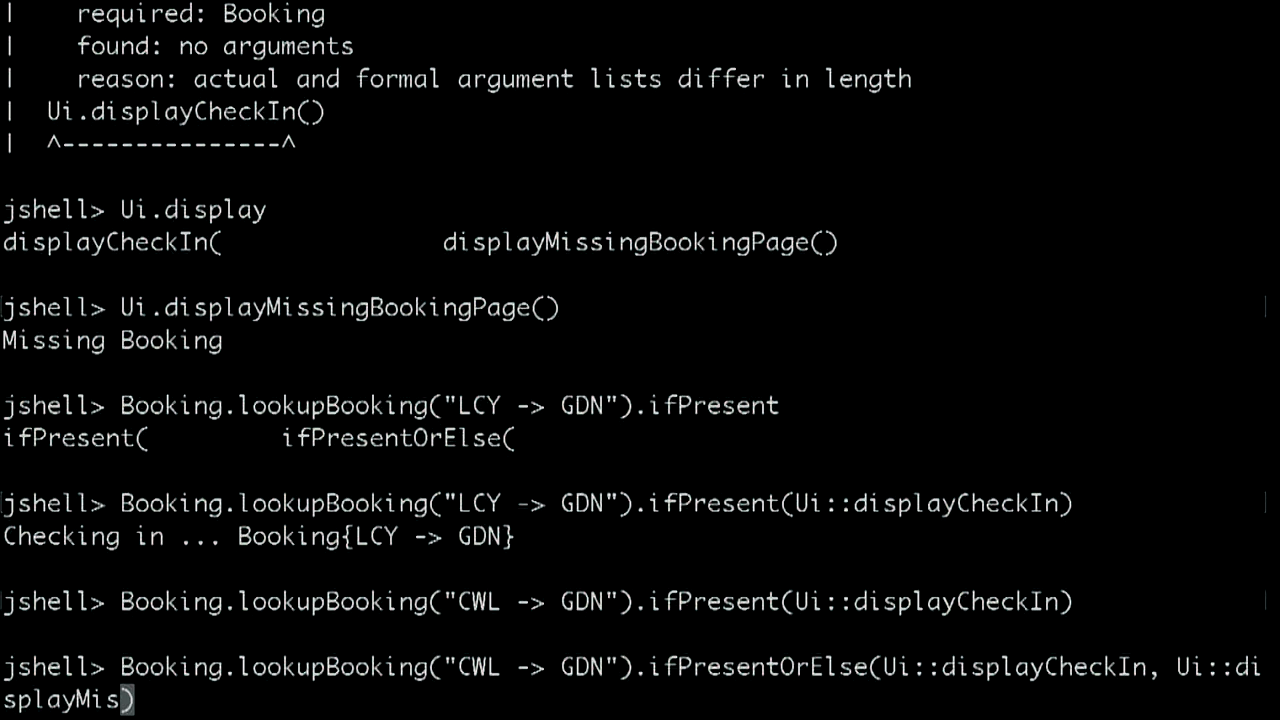 |    required: Booking
|    found: no arguments
|    reason: actual and formal argument lists differ in length
|  Ui.displayCheckIn()
|  ^---------------^
jshell> Ui.display
displayCheckIn(               displayMissingBookingPage()
jshell> Ui.displayMissingBookingPage()
Missing Booking
jshell> Booking.lookupBooking("LCY -> GDN").ifPresent
ifPresent(         ifPresentOrElse(
jshell> Booking.lookupBooking("LCY -> GDN").ifPresent(Ui::displayCheckIn)
Checking in ... Booking{LCY -> GDN}
jshell> Booking.lookupBooking("CWL -> GDN").ifPresent(Ui::displayCheckIn)
jshell> Booking.lookupBooking("CWL -> GDN").ifPresentOrElse(Ui::displayCheckIn, Ui::di
splayMis)